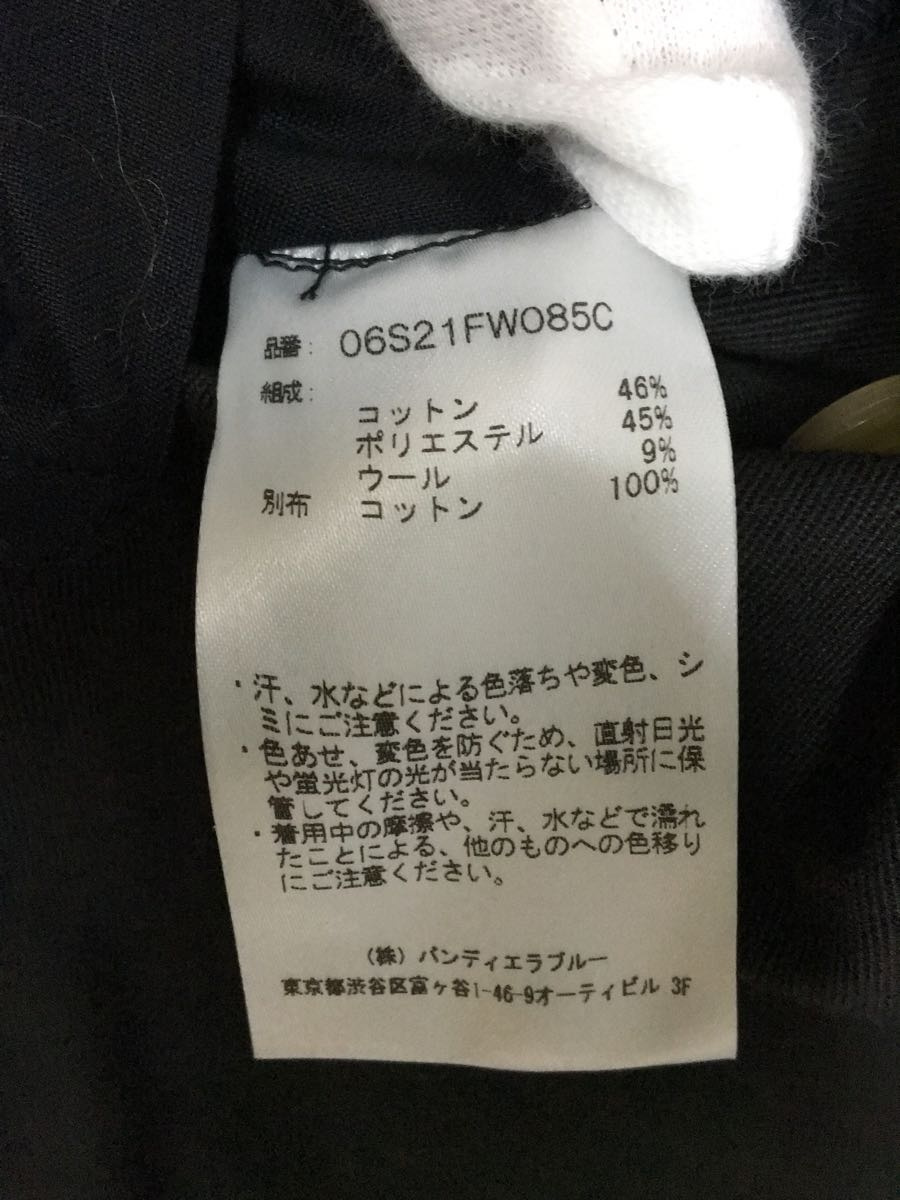 品番: 06S21FW085C
組成:
コットン 46%
ポリエステル 45%
ウール 9%
別布 コットン 100%
・汗、水などによる色落ちや変色、シ
ミにご注意ください。
・色あせ、変色を防ぐため、直射日光
や蛍光灯の光が当たらない場所に保
管してください。
・着用中の摩擦や、汗、水などで濡れ
たことによる、他のものへの色移り
にご注意ください。
(株) バンディエラブルー
東京都渋谷区富ヶ谷1-46-9オーティビル 3F